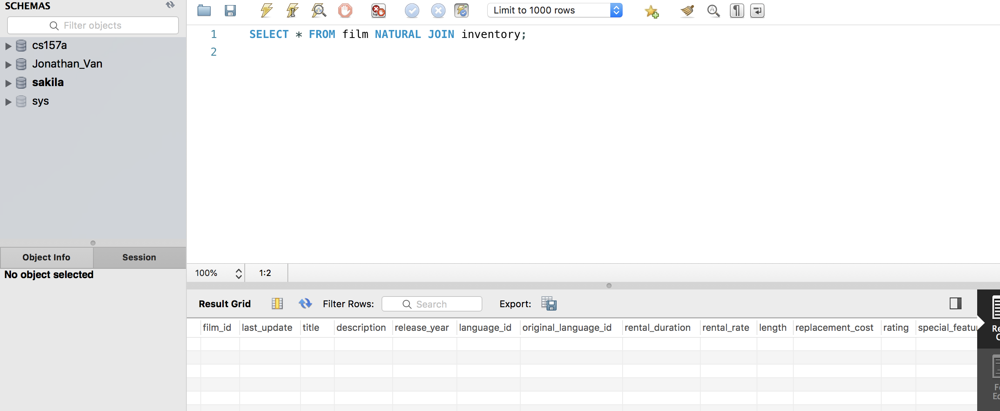 SCHEMAS
Filter objects
cs157a
Jonathan_Van
sakila
sys
Object Info Session
No object selected
Limit to 1000 rows
1 SELECT * FROM film NATURAL JOIN inventory;
2
100% 1:2
Result Grid Filter Rows: Search Export:
film_id last_update title description release_year language_id original_language_id rental_duration rental_rate length replacement_cost rating special_featu